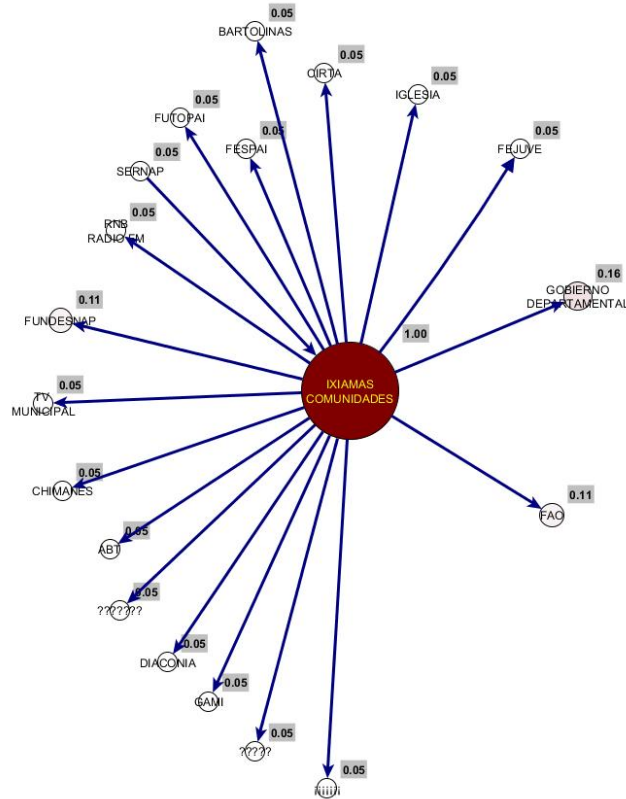 0.05
BARTOLINAS
0.05
CIRTA
0.05
IGLESIA
0.05
FUTOPAI
0.05
FESPAI
0.05
FEJUVE
0.05
SERNAP
0.05
RNB
RADIO FM
0.16
GOBIERNO
DEPARTAMENTAL
0.11
FUNDESNAP
1.00
IXIAMAS
COMUNIDADES
0.05
TV
MUNICIPAL
0.05
CHIMANES
0.11
FAO
0.05
ABT
0.05
???????
0.05
DIACONIA
0.05
GAMI
0.05
?????
0.05